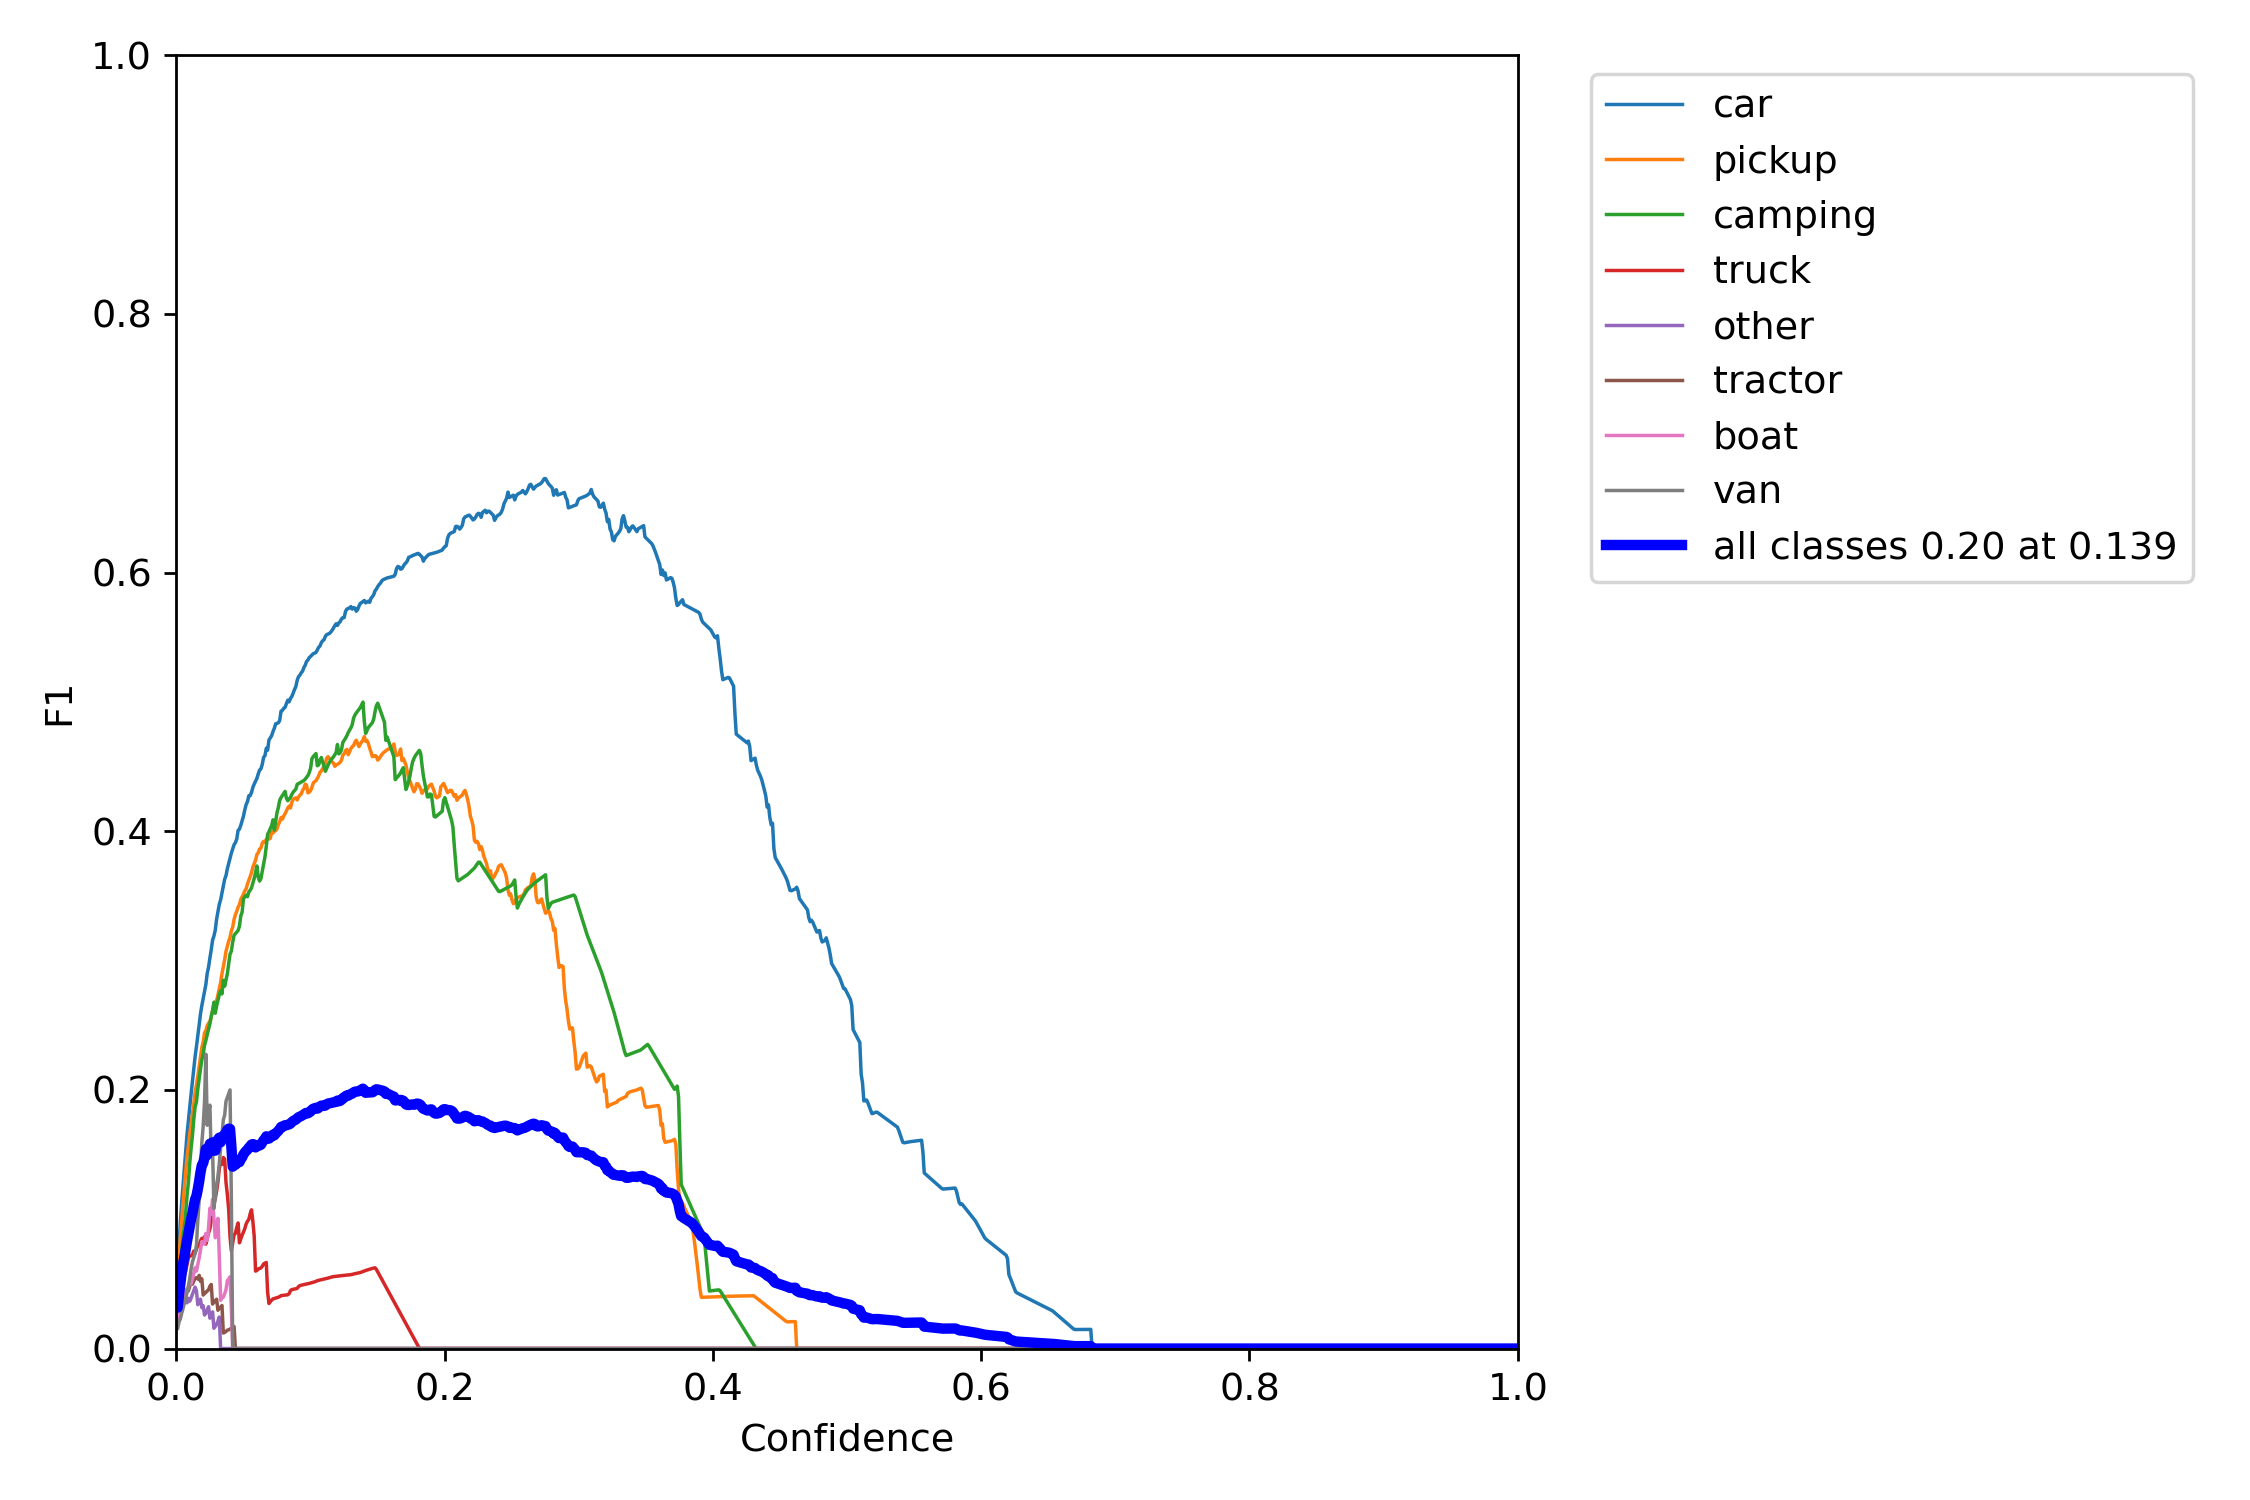 1.0
0.8
0.6
0.4
0.2
0.0
F1
0.0 0.2 0.4 0.6 0.8 1.0
Confidence
car
pickup
camping
truck
other
tractor
boat
van
all classes 0.20 at 0.139